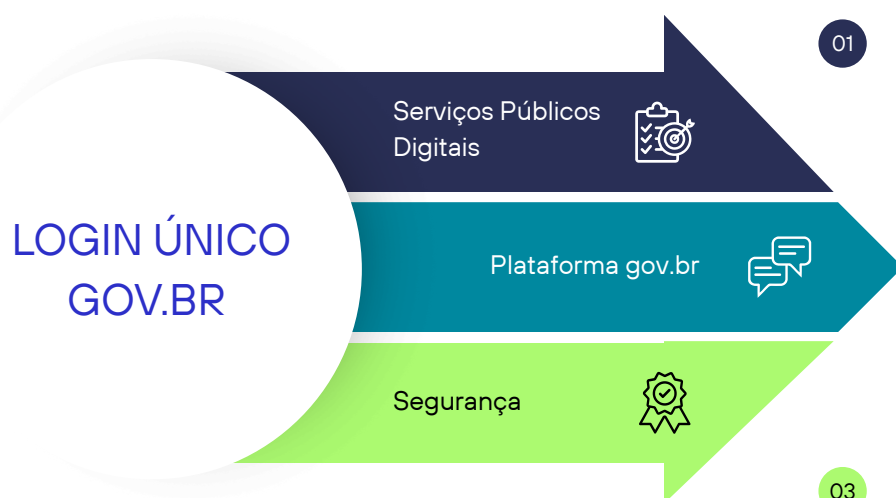 01
Serviços Públicos
Digitais
LOGIN ÚNICO
GOV.BR
Plataforma gov.br
Segurança
03